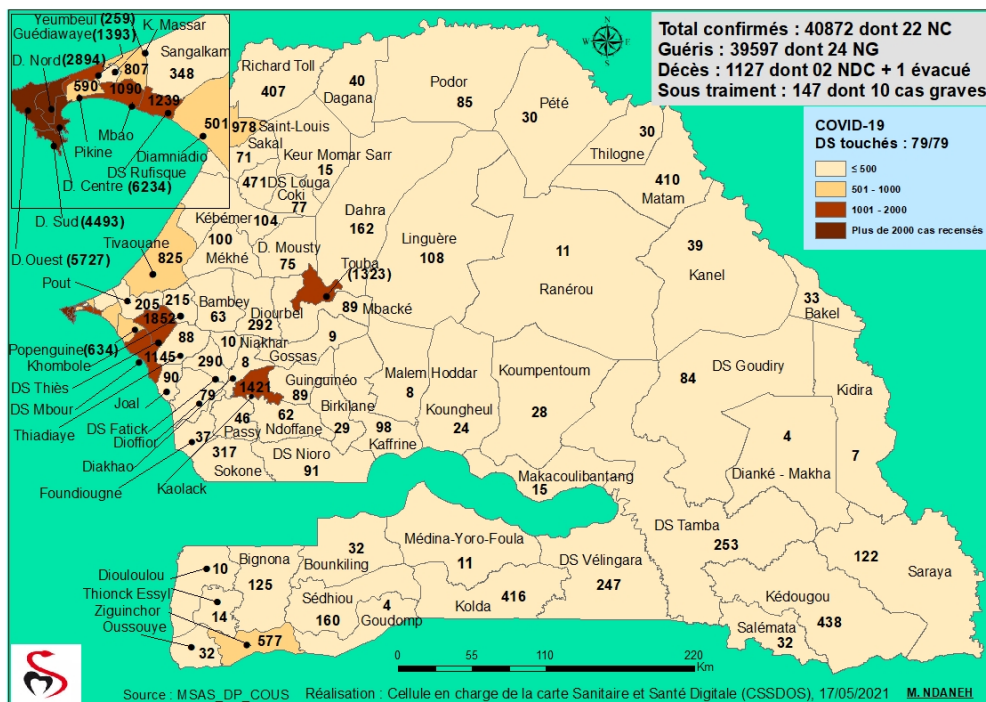 Total confirmés : 40872 dont 22 NC
Guéris : 39597 dont 24 NG
Décès : 1127 dont 02 NDC + 1 évacué
Sous traiment : 147 dont 10 cas graves
COVID-19
DS touchés : 79/79
≤ 500
501 - 1000
1001 - 2000
Plus de 2000 cas recensés
N
W
E
S
Yeumbeul (259)
Guédiawaye (1393)
K. Massar
Sangalkam
348
D. Nord (2894)
807
590
1090
1239
501
Mbao
Pikine
Diamniadio
DS Rufisque
D. Centre (6234)
D. Sud (4493)
D.Ouest (5727)
Richard Toll
407
40
Dagana
Podor
85
Pété
30
30
Thilogne
410
Matam
978
Saint-Louis
Sakal
71
Keur Momar Sarr
15
471
DS Louga
Coki
77
Kébémer
104
100
Mékhé
D. Mousty
75
Dahra
162
Linguère
108
11
Ranérou
39
Kanel
33
Bakel
Tivaouane
825
Touba
(1323)
Pout
205
215
Bambey
63
Diourbel
292
89
Mbacké
1852
88
10
Niakhar
9
Popenguine (634)
Khombole
1145
290
8
Gossas
DS Thiès
90
DS Mbour
1421
Guinguinéo
89
Malem Hoddar
8
Koumpentoum
28
DS Goudiry
84
Kidira
7
Joal
79
Thiadiaye
DS Fatick
46
Passy
62
Ndoffane
Birkilane
29
98
Kaffrine
Koungheul
24
Dioffior
37
Diakhao
317
Sokone
DS Nioro
91
Foundiougne
Kaolack
4
Dianké - Makha
Makacoulibantang
15
DS Tamba
253
122
Saraya
32
Bounkiling
Médina-Yoro-Foula
11
DS Vélingara
247
Bignona
125
Diouloulou
10
Thionck Essyl
14
Ziguinchor
577
Oussouye
32
Sédhiou
160
4
Goudomp
Kolda
416
Kédougou
438
Salémata
32
0
55
110
220
Km
Source : MSAS_DP_COUS Réalisation : Cellule en charge de la carte Sanitaire et Santé Digitale (CSSDOS), 17/05/2021 M. NDANEH